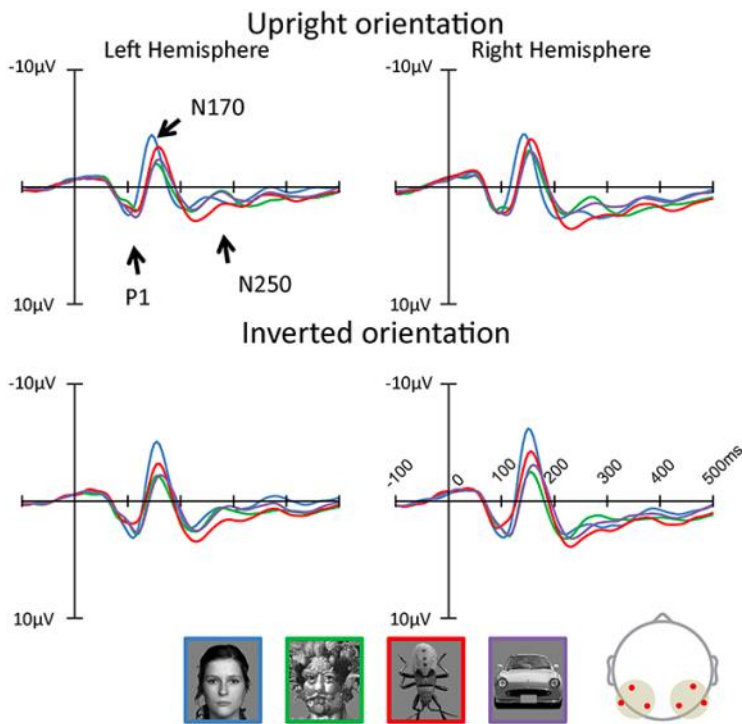 Upright orientation
Left Hemisphere
Right Hemisphere
-10µV
-10µV
N170
N250
P1
10µV
10µV
Inverted orientation
-10µV
-10µV
-100
0
100
200
300
400
500ms
10µV
10µV